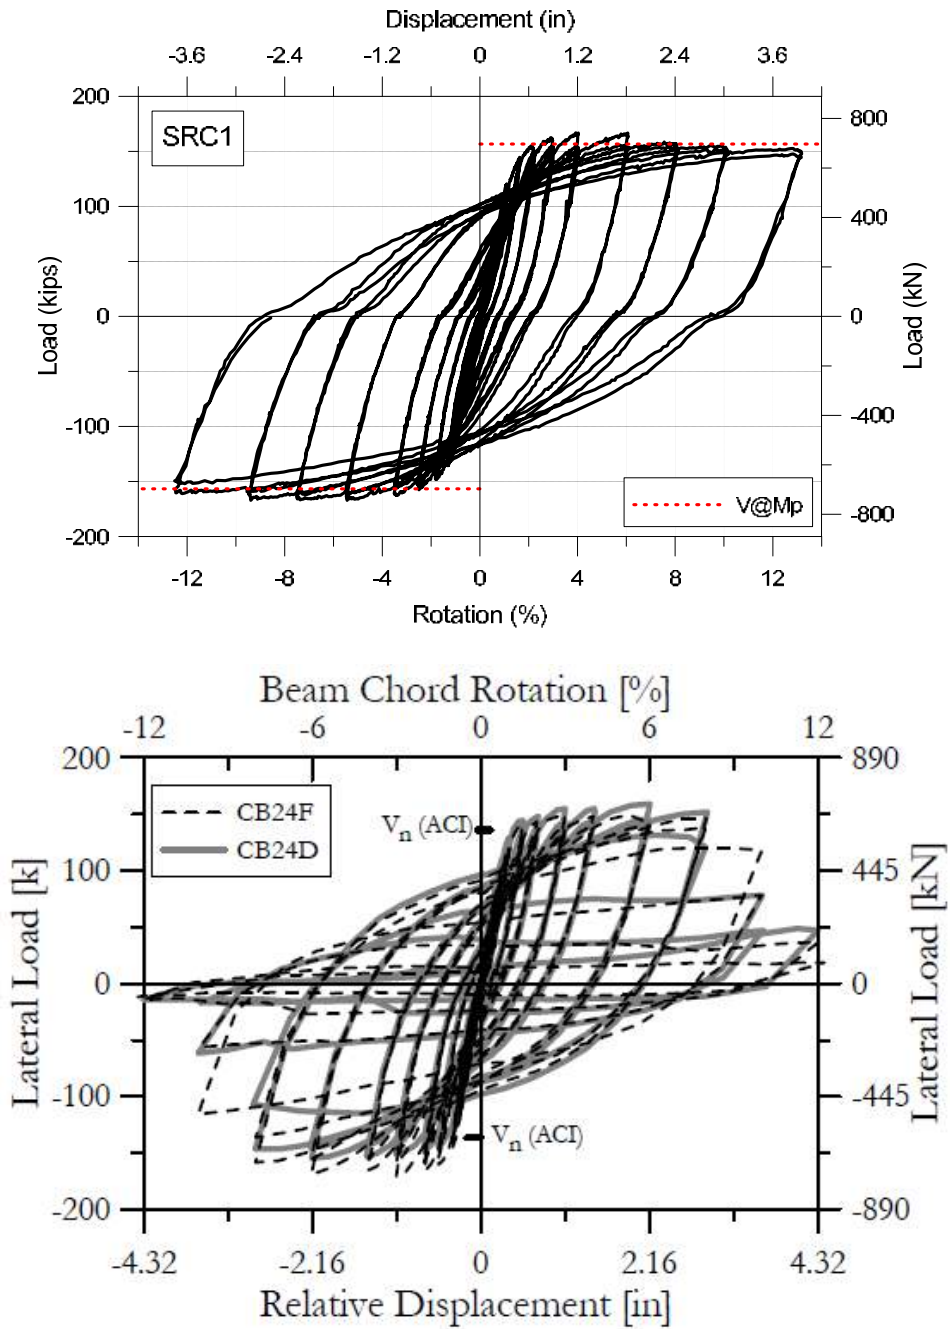 Displacement (in)
-3.6 -2.4 -1.2 0 1.2 2.4 3.6
200 800
SRC1
100 400
Load (kips) 0 0 Load (kN)
-100 -400
V@Mp
-200 -800
-12 -8 -4 0 4 8 12
Rotation (%)
Beam Chord Rotation [%]
-12 -6 0 6 12
200 890
CB24F
Vn (ACI)
CB24D
100 445
Lateral Load [k] 0 0 Lateral Load [kN]
-100 -445
Vn (ACI)
-200 -890
-4.32 -2.16 0 2.16 4.32
Relative Displacement [in]